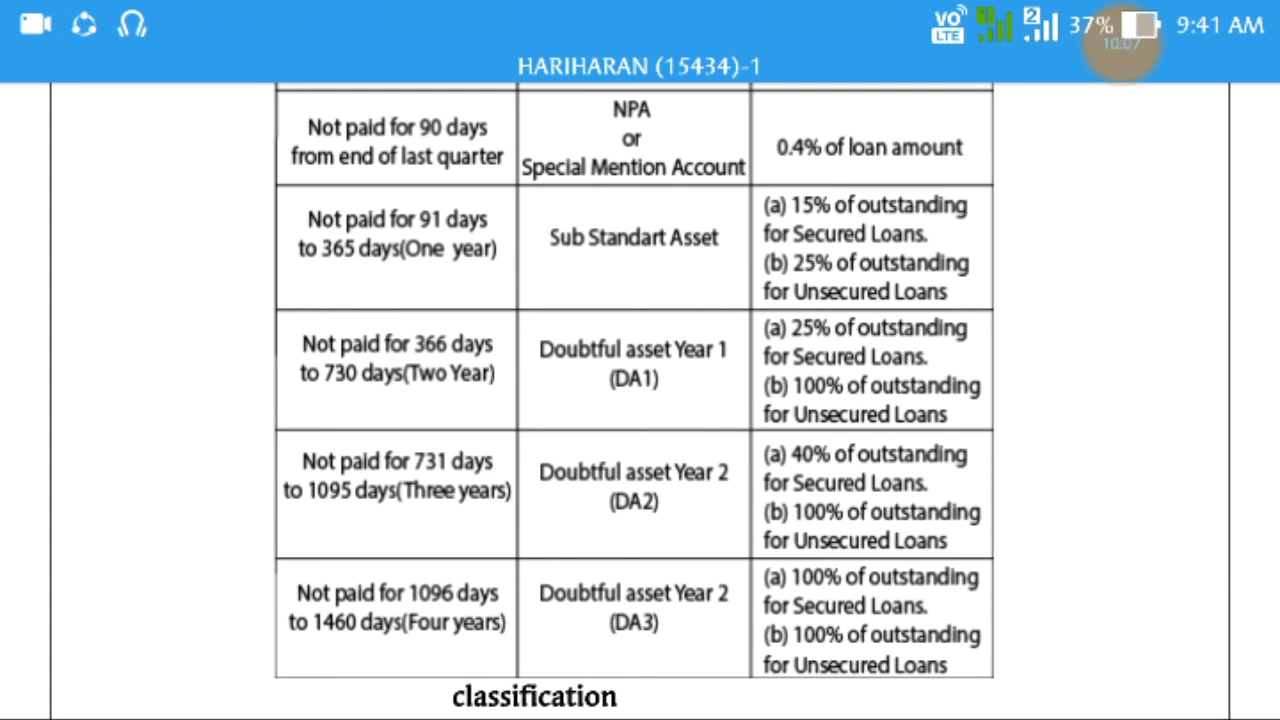 VO LTE 1 2 37% 9:41 AM
10:07
HARIHARAN (15434)-1
Not paid for 90 days
from end of last quarter
NPA
or
Special Mention Account
0.4% of loan amount
Not paid for 91 days
to 365 days(One year)
Sub Standart Asset
(a) 15% of outstanding
for Secured Loans.
(b) 25% of outstanding
for Unsecured Loans
Not paid for 366 days
to 730 days(Two Year)
Doubtful asset Year 1
(DA1)
(a) 25% of outstanding
for Secured Loans.
(b) 100% of outstanding
for Unsecured Loans
Not paid for 731 days
to 1095 days(Three years)
Doubtful asset Year 2
(DA2)
(a) 40% of outstanding
for Secured Loans.
(b) 100% of outstanding
for Unsecured Loans
Not paid for 1096 days
to 1460 days(Four years)
Doubtful asset Year 2
(DA3)
(a) 100% of outstanding
for Secured Loans.
(b) 100% of outstanding
for Unsecured Loans
classification